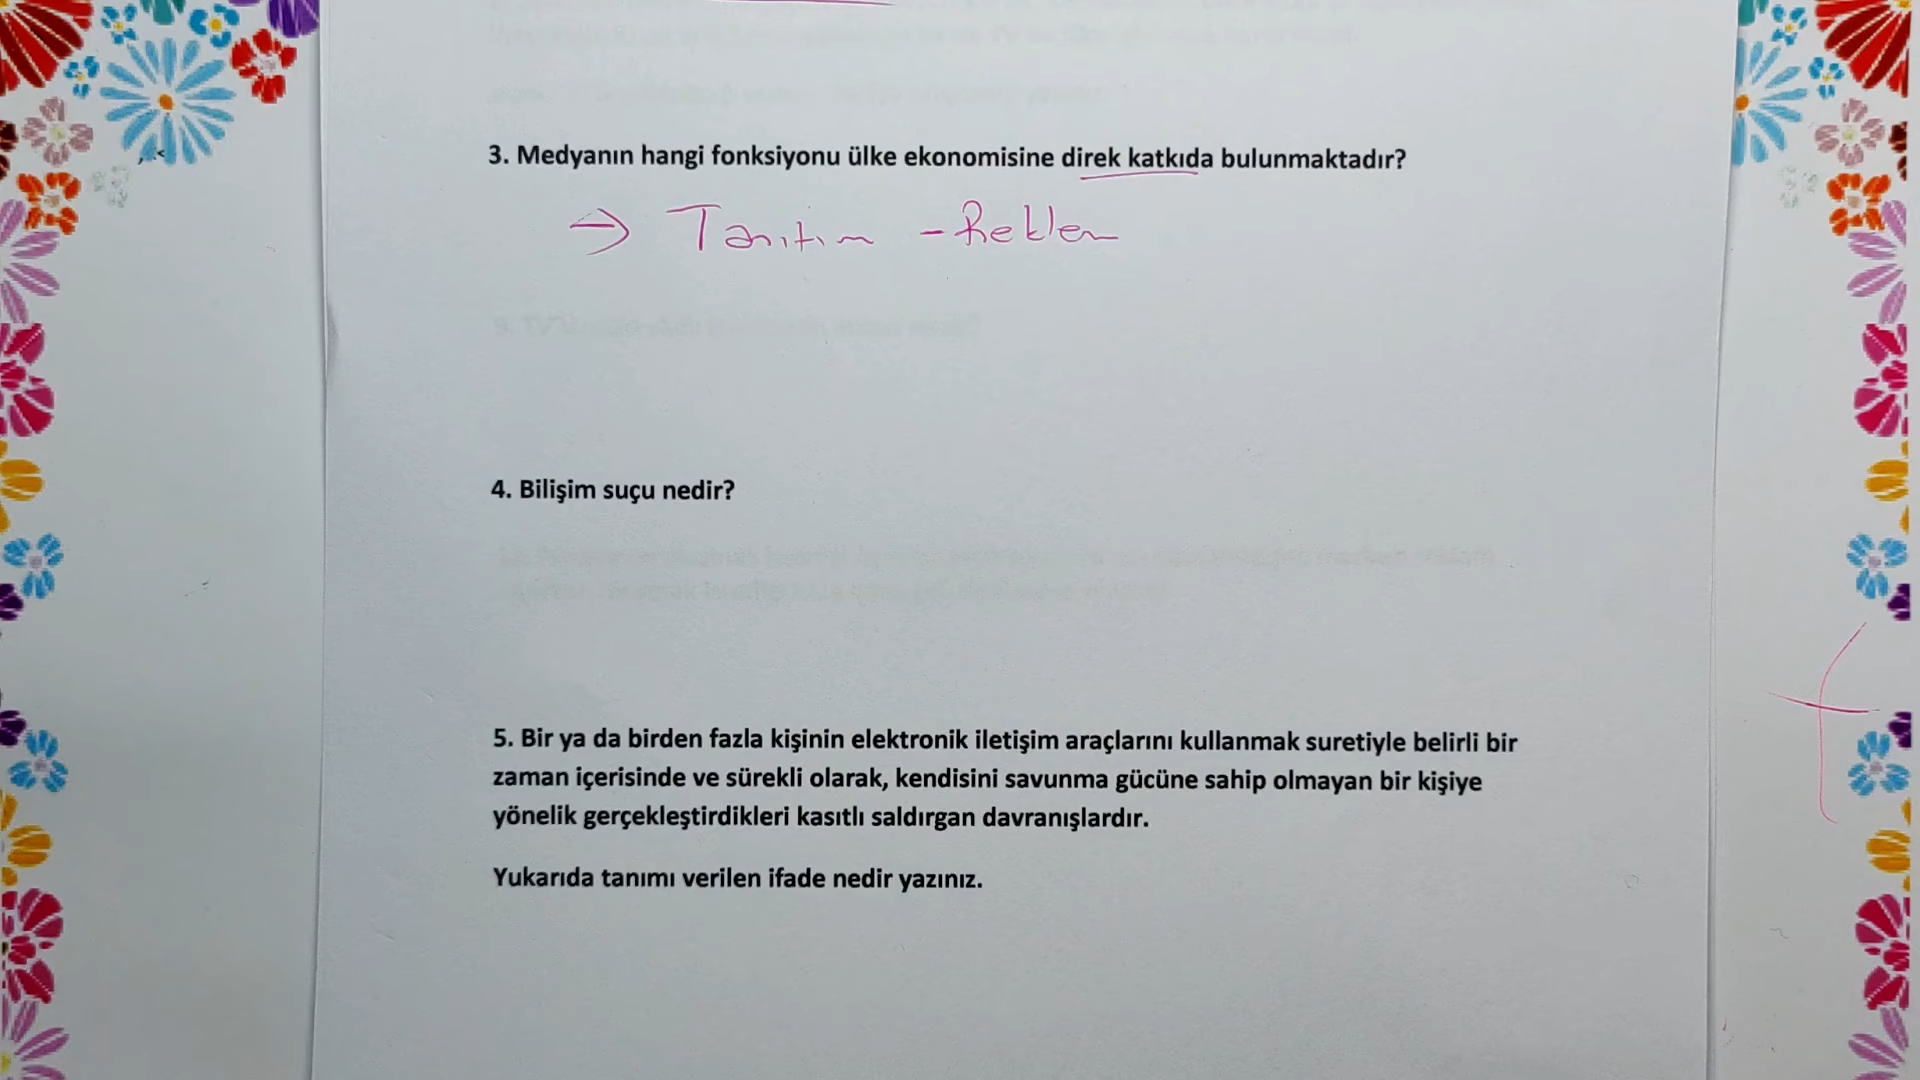 3. Medyanın hangi fonksiyonu ülke ekonomisine direk katkıda bulunmaktadır?
→ Tanıtım - Reklam
4. Bilişim suçu nedir?
5. Bir ya da birden fazla kişinin elektronik iletişim araçlarını kullanmak suretiyle belirli bir
zaman içerisinde ve sürekli olarak, kendisini savunma gücüne sahip olmayan bir kişiye
yönelik gerçekleştirdikleri kasıtlı saldırgan davranışlardır.
Yukarıda tanımı verilen ifade nedir yazınız.